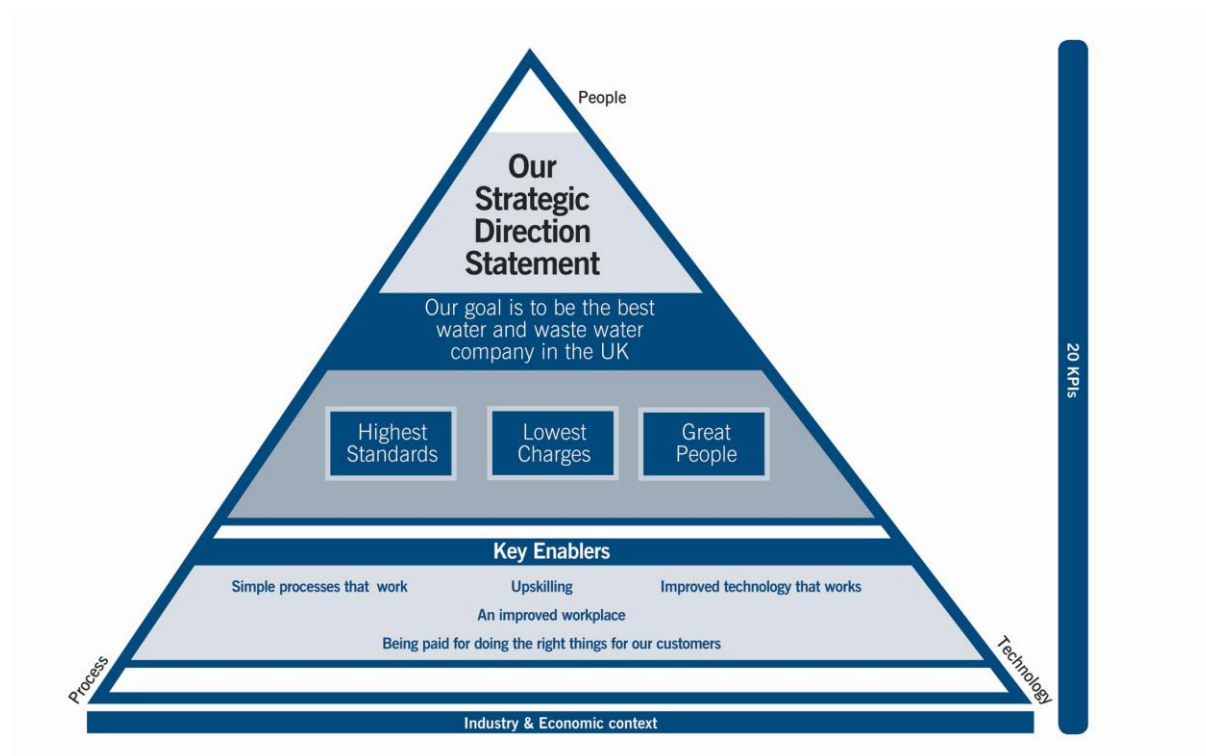 People
Our
Strategic
Direction
Statement
Our goal is to be the best
water and waste water
company in the UK
Highest
Standards
Lowest
Charges
Great
People
20 KPIs
Key Enablers
Simple processes that work
Upskilling
Improved technology that works
An improved workplace
Being paid for doing the right things for our customers
Process
Technology
Industry & Economic context